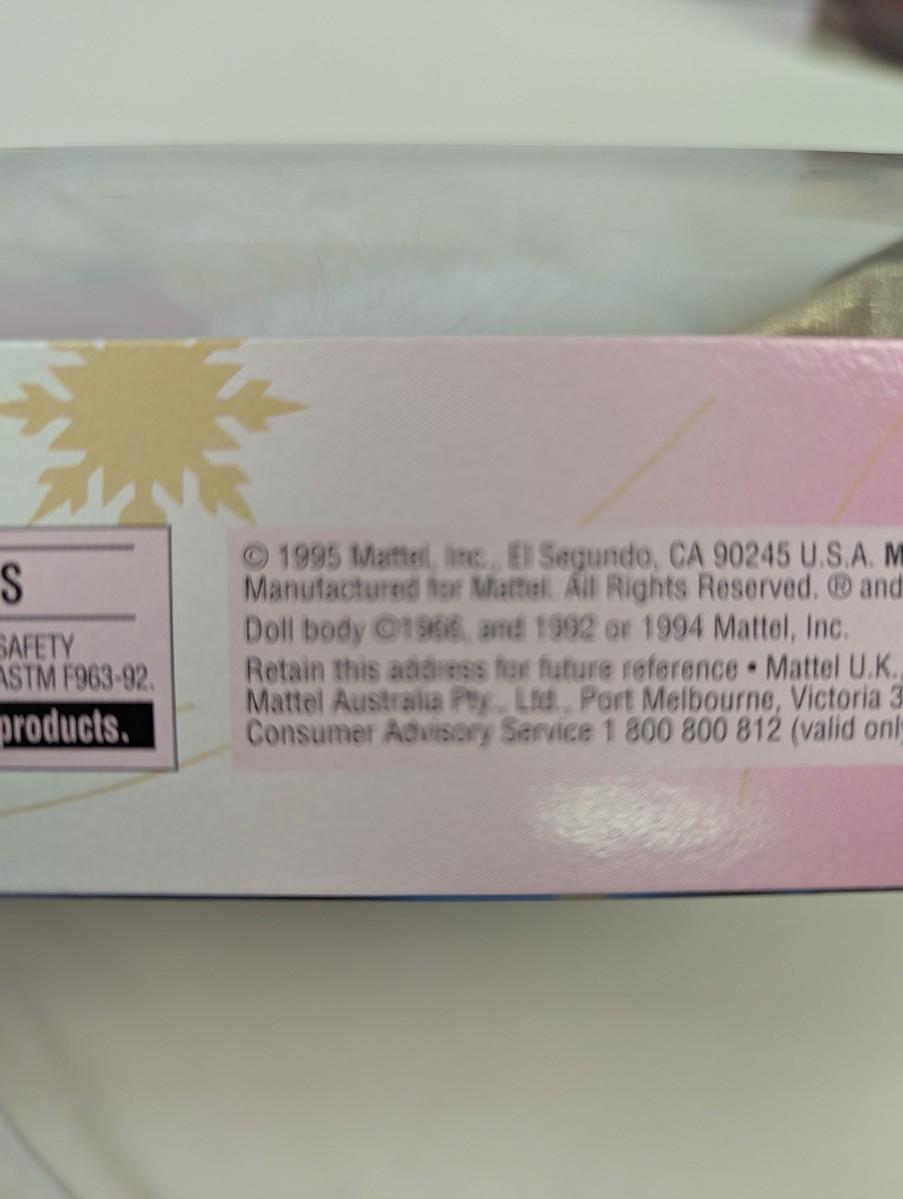 S
SAFETY
ASTM F963-92.
products.
© 1995 Mattel, Inc., El Segundo, CA 90245 U.S.A. M
Manufactured for Mattel. All Rights Reserved. ® and
Doll body ©1966, and 1992 or 1994 Mattel, Inc.
Retain this address for future reference • Mattel U.K.,
Mattel Australia Pty., Ltd., Port Melbourne, Victoria 3
Consumer Advisory Service 1 800 800 812 (valid only